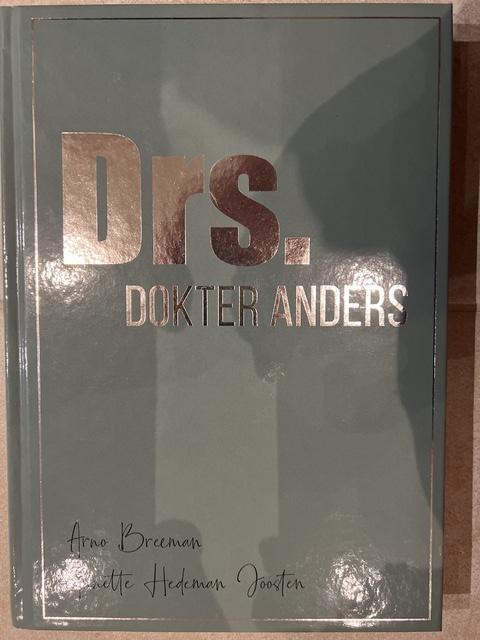 Drs.
DOKTER ANDERS
Arno Breeman
Hedeman Joosten